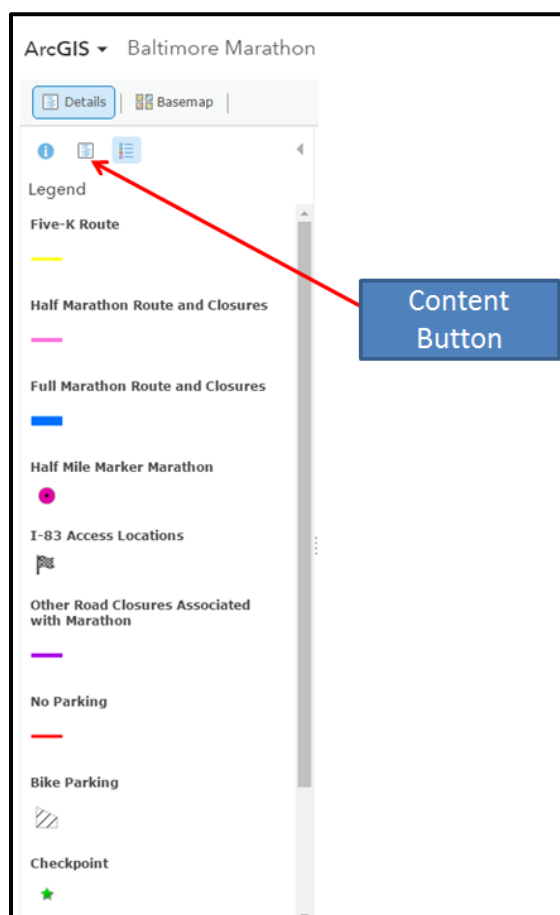 ArcGIS Baltimore Marathon
Details Basemap
Legend
Five-K Route
Half Marathon Route and Closures
Full Marathon Route and Closures
Half Mile Marker Marathon
I-83 Access Locations
Other Road Closures Associated
with Marathon
No Parking
Bike Parking
Checkpoint
Content
Button